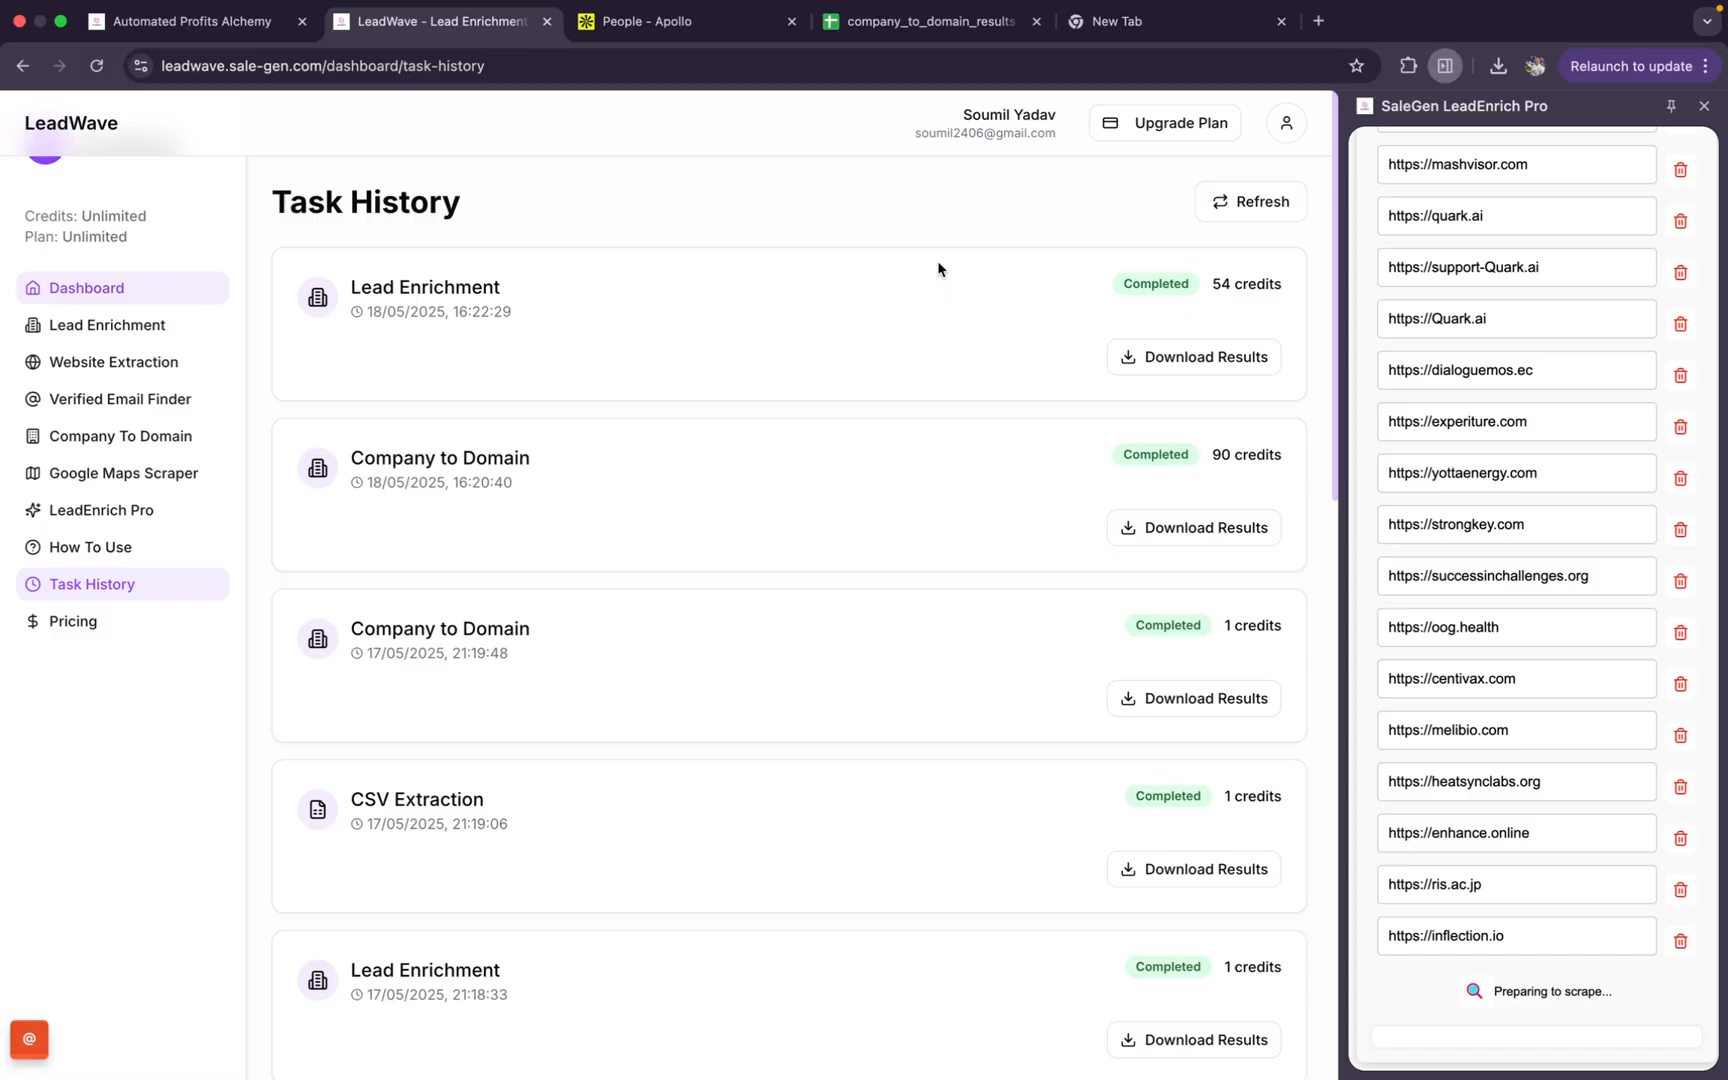 Automated Profits Alchemy
LeadWave - Lead Enrichment
People - Apollo
company_to_domain_results
New Tab
leadwave.sale-gen.com/dashboard/task-history
Relaunch to update
LeadWave
Soumil Yadav
soumil2406@gmail.com
Upgrade Plan
Credits: Unlimited
Plan: Unlimited
Dashboard
Lead Enrichment
Website Extraction
Verified Email Finder
Company To Domain
Google Maps Scraper
LeadEnrich Pro
How To Use
Task History
Pricing
@
Task History
Refresh
Lead Enrichment
18/05/2025, 16:22:29
Completed 54 credits
Download Results
Company to Domain
18/05/2025, 16:20:40
Completed 90 credits
Download Results
Company to Domain
17/05/2025, 21:19:48
Completed 1 credits
Download Results
CSV Extraction
17/05/2025, 21:19:06
Completed 1 credits
Download Results
Lead Enrichment
17/05/2025, 21:18:33
Completed 1 credits
Download Results
SaleGen LeadEnrich Pro
https://mashvisor.com
https://quark.ai
https://support-Quark.ai
https://Quark.ai
https://dialoguemos.ec
https://experiture.com
https://yottaenergy.com
https://strongkey.com
https://successinchallenges.org
https://oog.health
https://centivax.com
https://melibio.com
https://heatsynclabs.org
https://enhance.online
https://ris.ac.jp
https://inflection.io
Preparing to scrape...